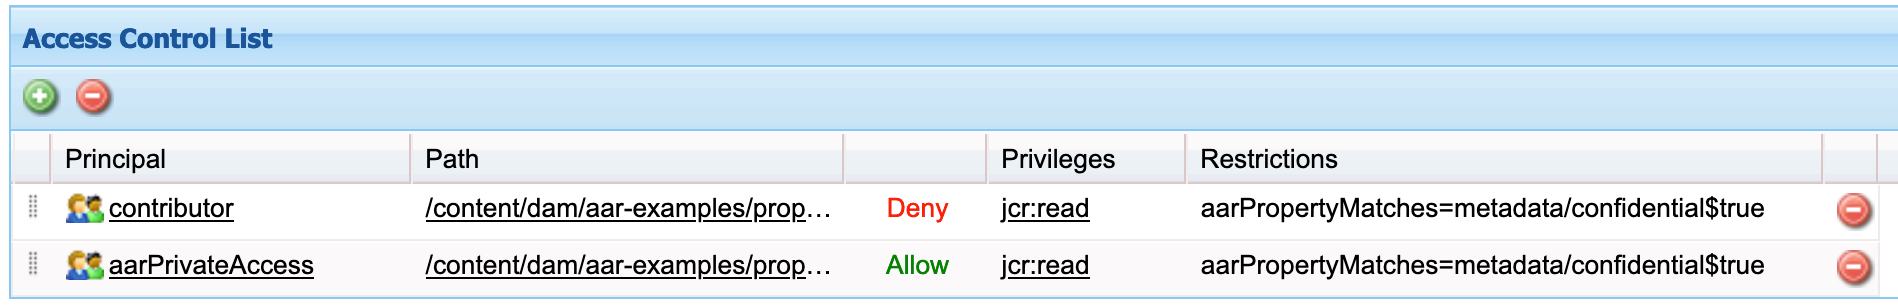 Access Control List
Principal Path Privileges Restrictions
contributor /content/dam/aar-examples/prop... Deny jcr:read aarPropertyMatches=metadata/confidential$true
aarPrivateAccess /content/dam/aar-examples/prop... Allow jcr:read aarPropertyMatches=metadata/confidential$true